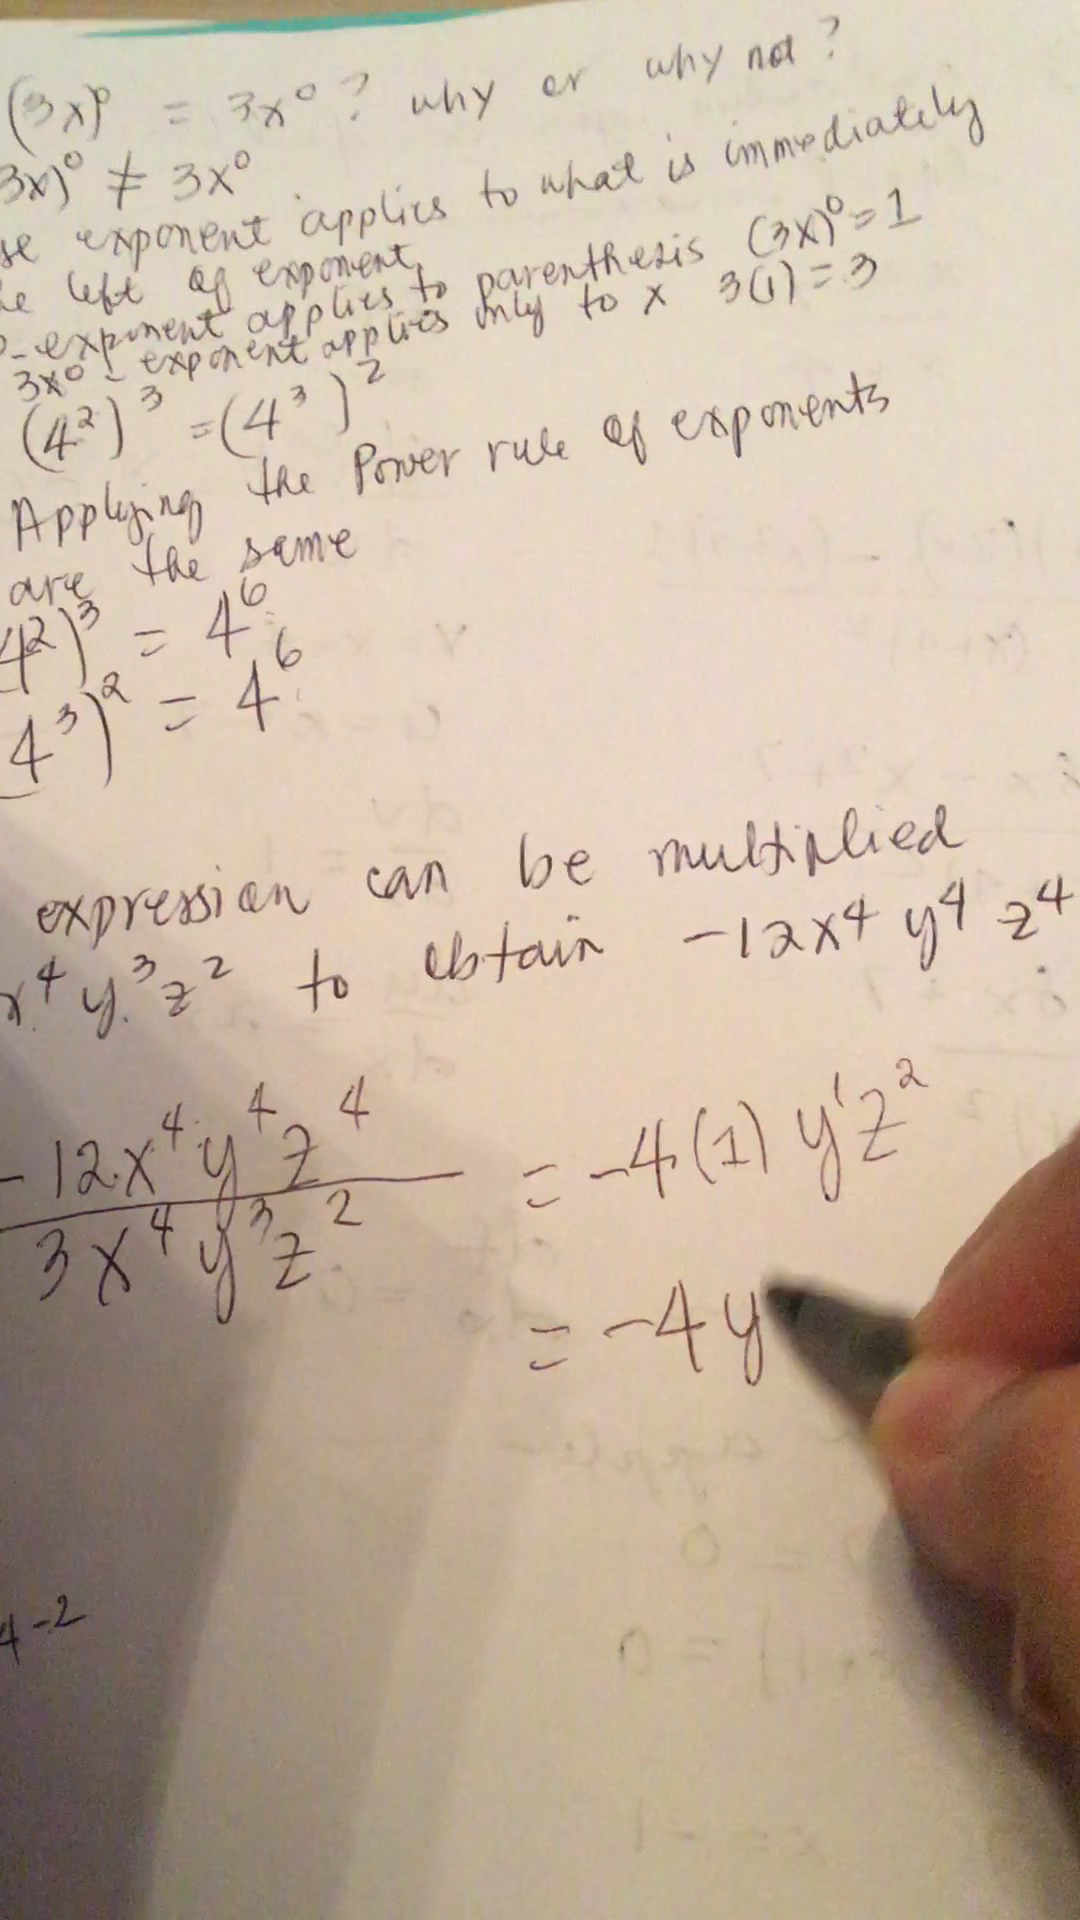 (3x)⁰ = 3x⁰? why or why not?
3x)⁰ ≠ 3x⁰
se exponent applies to what is immediately
he left of exponent
0 - exponent applies to parenthesis (3x)⁰ = 1
3x⁰ - exponent applies only to x 3(1) = 3
(4²)³ = (4³)²
Applying the Power rule of exponents
are the same
4²)³ = 4⁶
4³)² = 4⁶
expression can be multiplied
x⁴ y³ z² to obtain -12x⁴ y⁴ z⁴
-12x⁴ y⁴ z⁴ = -4(1) y¹ z²
3x⁴ y³ z²
= -4y
4-2